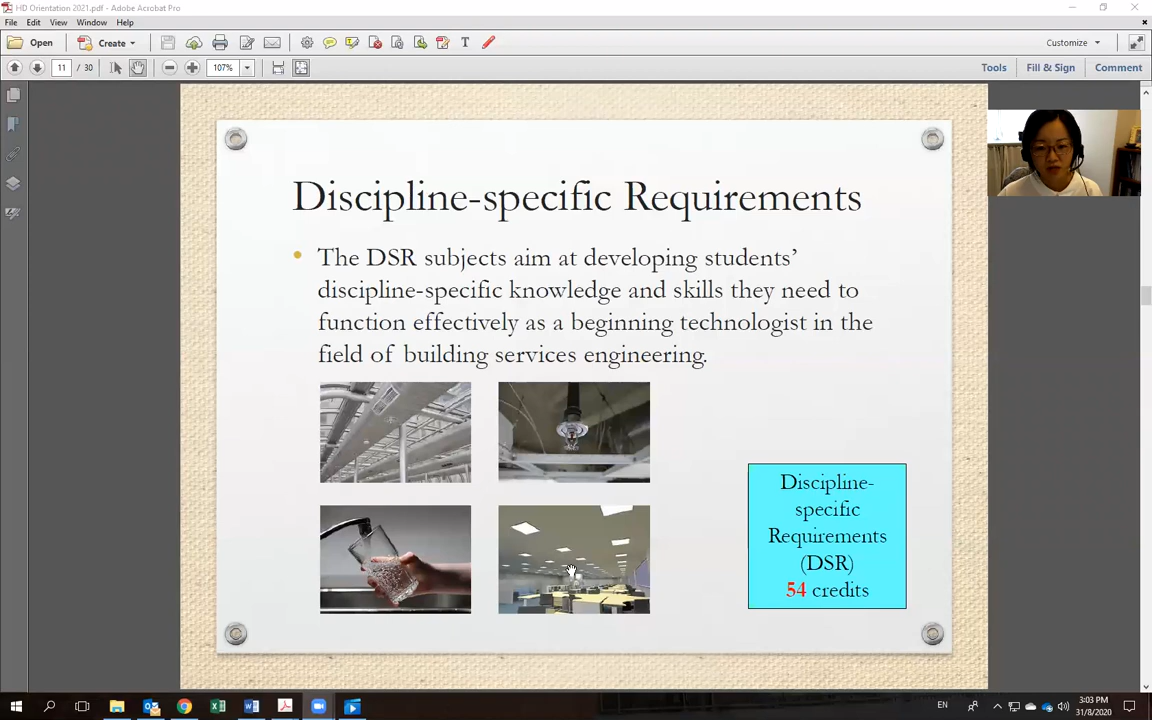 HD Orientation 2021.pdf - Adobe Acrobat Pro
File Edit View Window Help
Open Create Customize
11 / 30 107% Tools Fill & Sign Comment
Discipline-specific Requirements
• The DSR subjects aim at developing students’
discipline-specific knowledge and skills they need to
function effectively as a beginning technologist in the
field of building services engineering.
Discipline-
specific
Requirements
(DSR)
54 credits
EN
3:03 PM
31/8/2020